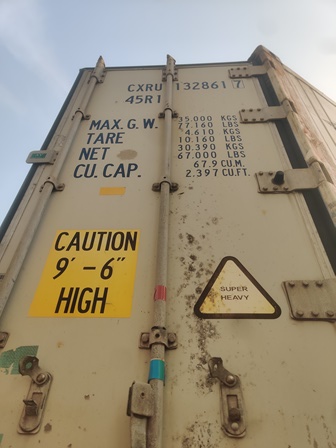 CXRU 132861 7
45R1
MAX. G. W. 35.000 KGS
77.160 LBS
TARE 4.610 KGS
10.160 LBS
NET 30.390 KGS
67.000 LBS
CU. CAP. 67.9 CU.M.
2.397 CU.FT.
CAUTION
9' - 6"
HIGH
SUPER
HEAVY